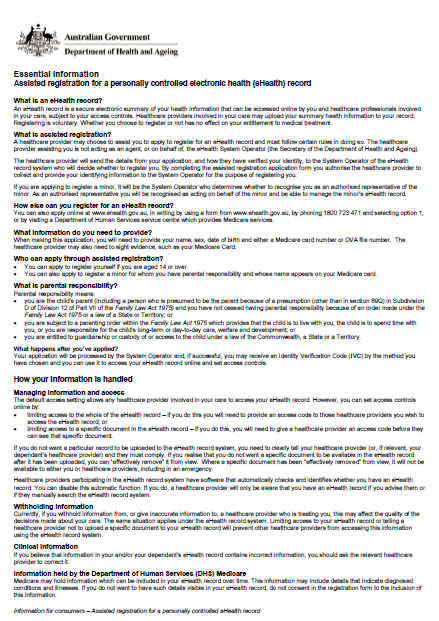 Australian Government
Department of Health and Ageing
Essential information
Assisted registration for a personally controlled electronic health (eHealth) record
What is an eHealth record?
An eHealth record is a secure electronic summary of your health information that can be accessed online by you and healthcare professionals involved
in your care, subject to your access controls. Healthcare providers involved in your care may upload your summary health information to your record.
Registering is voluntary. Whether you choose to register or not has no effect on your entitlement to medical treatment.
What is assisted registration?
A healthcare provider may choose to assist you to apply to register for an eHealth record and must follow certain rules in doing so. The healthcare
provider assisting you is not acting as an agent, or on behalf of, the eHealth System Operator (the Secretary of the Department of Health and Ageing).
The healthcare provider will send the details from your application, and how they have verified your identity, to the System Operator of the eHealth
record system who will decide whether to register you. By completing the assisted registration application form you authorise the healthcare provider to
collect and provide your identifying information to the System Operator for the purpose of registering you.
If you are applying to register a minor, it will be the System Operator who determines whether to recognise you as an authorised representative of the
minor. As an authorised representative you will be recognised as acting on behalf of the minor and be able to manage the minor's eHealth record.
How else can you register for an eHealth record?
You can also apply online at www.ehealth.gov.au, in writing by using a form from www.ehealth.gov.au, by phoning 1800 723 471 and selecting option 1,
or by visiting a Department of Human Services service centre which provides Medicare services.
What information do you need to provide?
When making this application, you will need to provide your name, sex, date of birth and either a Medicare card number or DVA file number. The
healthcare provider may also need to sight evidence, such as your Medicare Card.
Who can apply through assisted registration?
• You can apply to register yourself if you are aged 14 or over.
• You can also apply to register a minor for whom you have parental responsibility and whose name appears on your Medicare card.
What is parental responsibility?
Parental responsibility means:
• you are the child's parent (including a person who is presumed to be the parent because of a presumption (other than in section 69Q) in Subdivision
D of Division 12 of Part VII of the Family Law Act 1975) and you have not ceased having parental responsibility because of an order made under the
Family Law Act 1975 or a law of a State or Territory; or
• you are subject to a parenting order within the Family Law Act 1975 which provides that the child is to live with you, the child is to spend time with
you, or you are responsible for the child's long-term or day-to-day care, welfare and development; or
• you are entitled to guardianship or custody of or access to the child under a law of the Commonwealth, a State or a Territory.
What happens after you've applied?
Your application will be processed by the System Operator and, if successful, you may receive an Identity Verification Code (IVC) by the method you
have chosen and you can use it to access your eHealth record online and set access controls.
How your information is handled
Managing information and access
The default access setting allows any healthcare provider involved in your care to access your eHealth record. However, you can set access controls
online by:
• limiting access to the whole of the eHealth record – if you do this you will need to provide an access code to those healthcare providers you wish to
access the eHealth record; or
• limiting access to a specific document in the eHealth record – if you do this, you will need to give a healthcare provider an access code before they
can see that specific document.
If you do not want a particular record to be uploaded to the eHealth record system, you need to clearly tell your healthcare provider (or, if relevant, your
dependant's healthcare provider) and they must comply. If you realise that you do not want a specific document to be available in the eHealth record
after it has been uploaded, you can "effectively remove" it from view. Where a specific document has been "effectively removed" from view, it will not be
available to either you or healthcare providers, including in an emergency.
Healthcare providers participating in the eHealth record system have software that automatically checks and identifies whether you have an eHealth
record. You can disable this automatic function. If you do, a healthcare provider will only be aware that you have an eHealth record if you advise them or
if they manually search the eHealth record system.
Withholding information
Currently, if you withhold information from, or give inaccurate information to, a healthcare provider who is treating you, this may affect the quality of the
decisions made about your care. The same situation applies under the eHealth record system. Limiting access to your eHealth record or telling a
healthcare provider not to upload a specific document to your eHealth record will prevent other healthcare providers from accessing this information
using the eHealth record system.
Clinical information
If you believe that information in your and/or your dependant's eHealth record contains incorrect information, you should ask the relevant healthcare
provider to correct it.
Information held by the Department of Human Services (DHS) Medicare
Medicare may hold information which can be included in your eHealth record over time. This information may include details that indicate diagnosed
conditions and illnesses. If you do not want to have such details visible in your eHealth record, do not consent in the registration form to the inclusion of
this information.
Information for consumers – Assisted registration for a personally controlled eHealth record